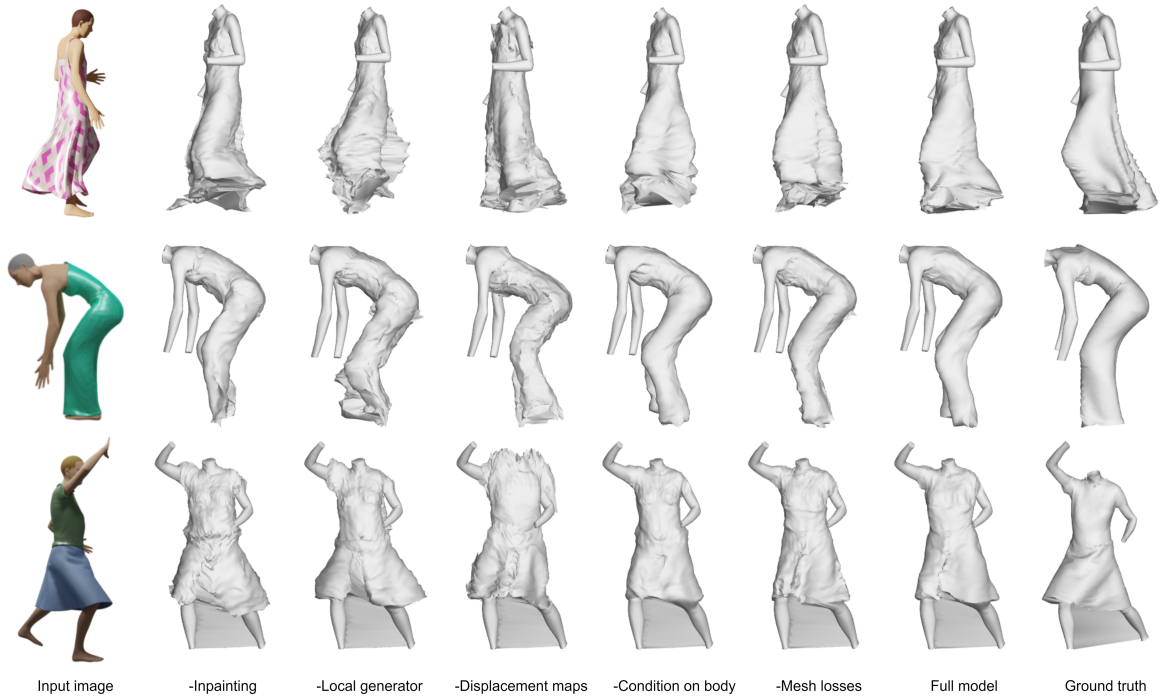 Input image
-Inpainting
-Local generator
-Displacement maps
-Condition on body
-Mesh losses
Full model
Ground truth